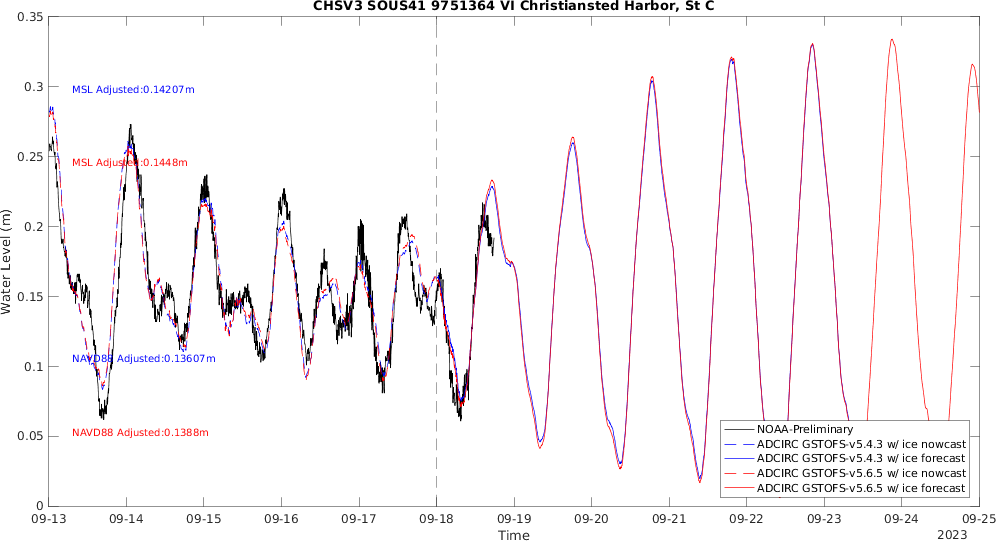 CHSV3 SOUS41 9751364 VI Christiansted Harbor, St C
0.35
0.3
0.25
0.2
0.15
0.1
0.05
0
Water Level (m)
MSL Adjusted:0.14207m
MSL Adjusted:0.1448m
NAVD88 Adjusted:0.13607m
NAVD88 Adjusted:0.1388m
NOAA-Preliminary
ADCIRC GSTOFS-v5.4.3 w/ ice nowcast
ADCIRC GSTOFS-v5.4.3 w/ ice forecast
ADCIRC GSTOFS-v5.6.5 w/ ice nowcast
ADCIRC GSTOFS-v5.6.5 w/ ice forecast
09-13 09-14 09-15 09-16 09-17 09-18 09-19 09-20 09-21 09-22 09-23 09-24 09-25
Time
2023